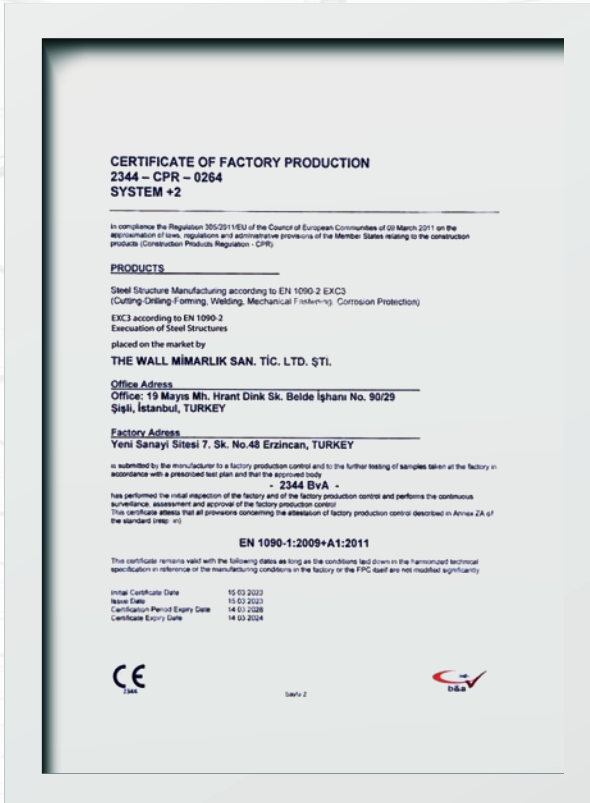 CERTIFICATE OF FACTORY PRODUCTION
2344 – CPR – 0264
SYSTEM +2
In compliance the Regulation 305/2011/EU of the Council of European Communities of 09 March 2011 on the
approximation of laws, regulations and administrative provisions of the Member States relating to the construction
products (Construction Products Regulation - CPR)
PRODUCTS
Steel Structure Manufacturing according to EN 1090-2 EXC3
(Cutting-Drilling-Forming, Welding, Mechanical Fastening, Corrosion Protection)
EXC3 according to EN 1090-2
Execuation of Steel Structures
placed on the market by
THE WALL MİMARLIK SAN. TİC. LTD. ŞTİ.
Office Adress
Office: 19 Mayıs Mh. Hrant Dink Sk. Belde İşhanı No. 90/29
Şişli, İstanbul, TURKEY
Factory Adress
Yeni Sanayi Sitesi 7. Sk. No.48 Erzincan, TURKEY
is submitted by the manufacturer to a factory production control and to the further testing of samples taken at the factory in
accordance with a prescribed test plan and that the approved body
- 2344 BvA -
has performed the initial inspection of the factory and of the factory production control and performs the continuous
surveillance, assessment and approval of the factory production control
This certificate attests that all provisions concerning the attestation of factory production control described in Annex ZA of
the standard (resp. in)
EN 1090-1:2009+A1:2011
This certificate remains valid with the following dates as long as the conditions laid down in the harmonized technical
specification in reference or the manufacturing conditions in the factory or the FPC itself are not modified significantly
Initial Certificate Date 15 03 2023
Issue Date 15 03 2023
Certification Period Expiry Date 14 03 2028
Certificate Expiry Date 14 03 2024
CE
2344
Sayfa 2
b&a